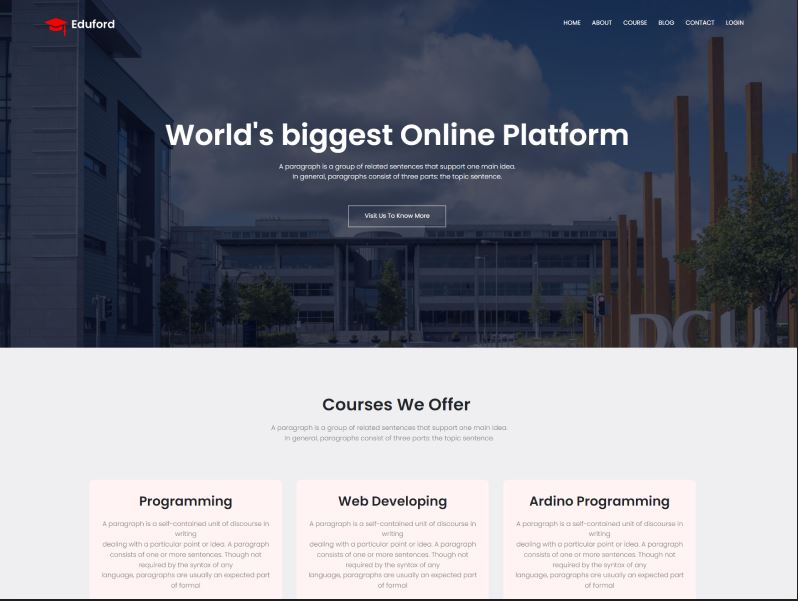 Eduford
HOME ABOUT COURSE BLOG CONTACT LOGIN
World's biggest Online Platform
A paragraph is a group of related sentences that support one main idea.
In general, paragraphs consist of three parts: the topic sentence.
Visit Us To Know More
DCU
Courses We Offer
A paragraph is a group of related sentences that support one main idea.
In general, paragraphs consist of three parts: the topic sentence.
Programming
A paragraph is a self-contained unit of discourse in
writing
dealing with a particular point or idea. A paragraph
consists of one or more sentences. Though not
required by the syntax of any
language, paragraphs are usually an expected part
of formal
Web Developing
A paragraph is a self-contained unit of discourse in
writing
dealing with a particular point or idea. A paragraph
consists of one or more sentences. Though not
required by the syntax of any
language, paragraphs are usually an expected part
of formal
Ardino Programming
A paragraph is a self-contained unit of discourse in
writing
dealing with a particular point or idea. A paragraph
consists of one or more sentences. Though not
required by the syntax of any
language, paragraphs are usually an expected part
of formal